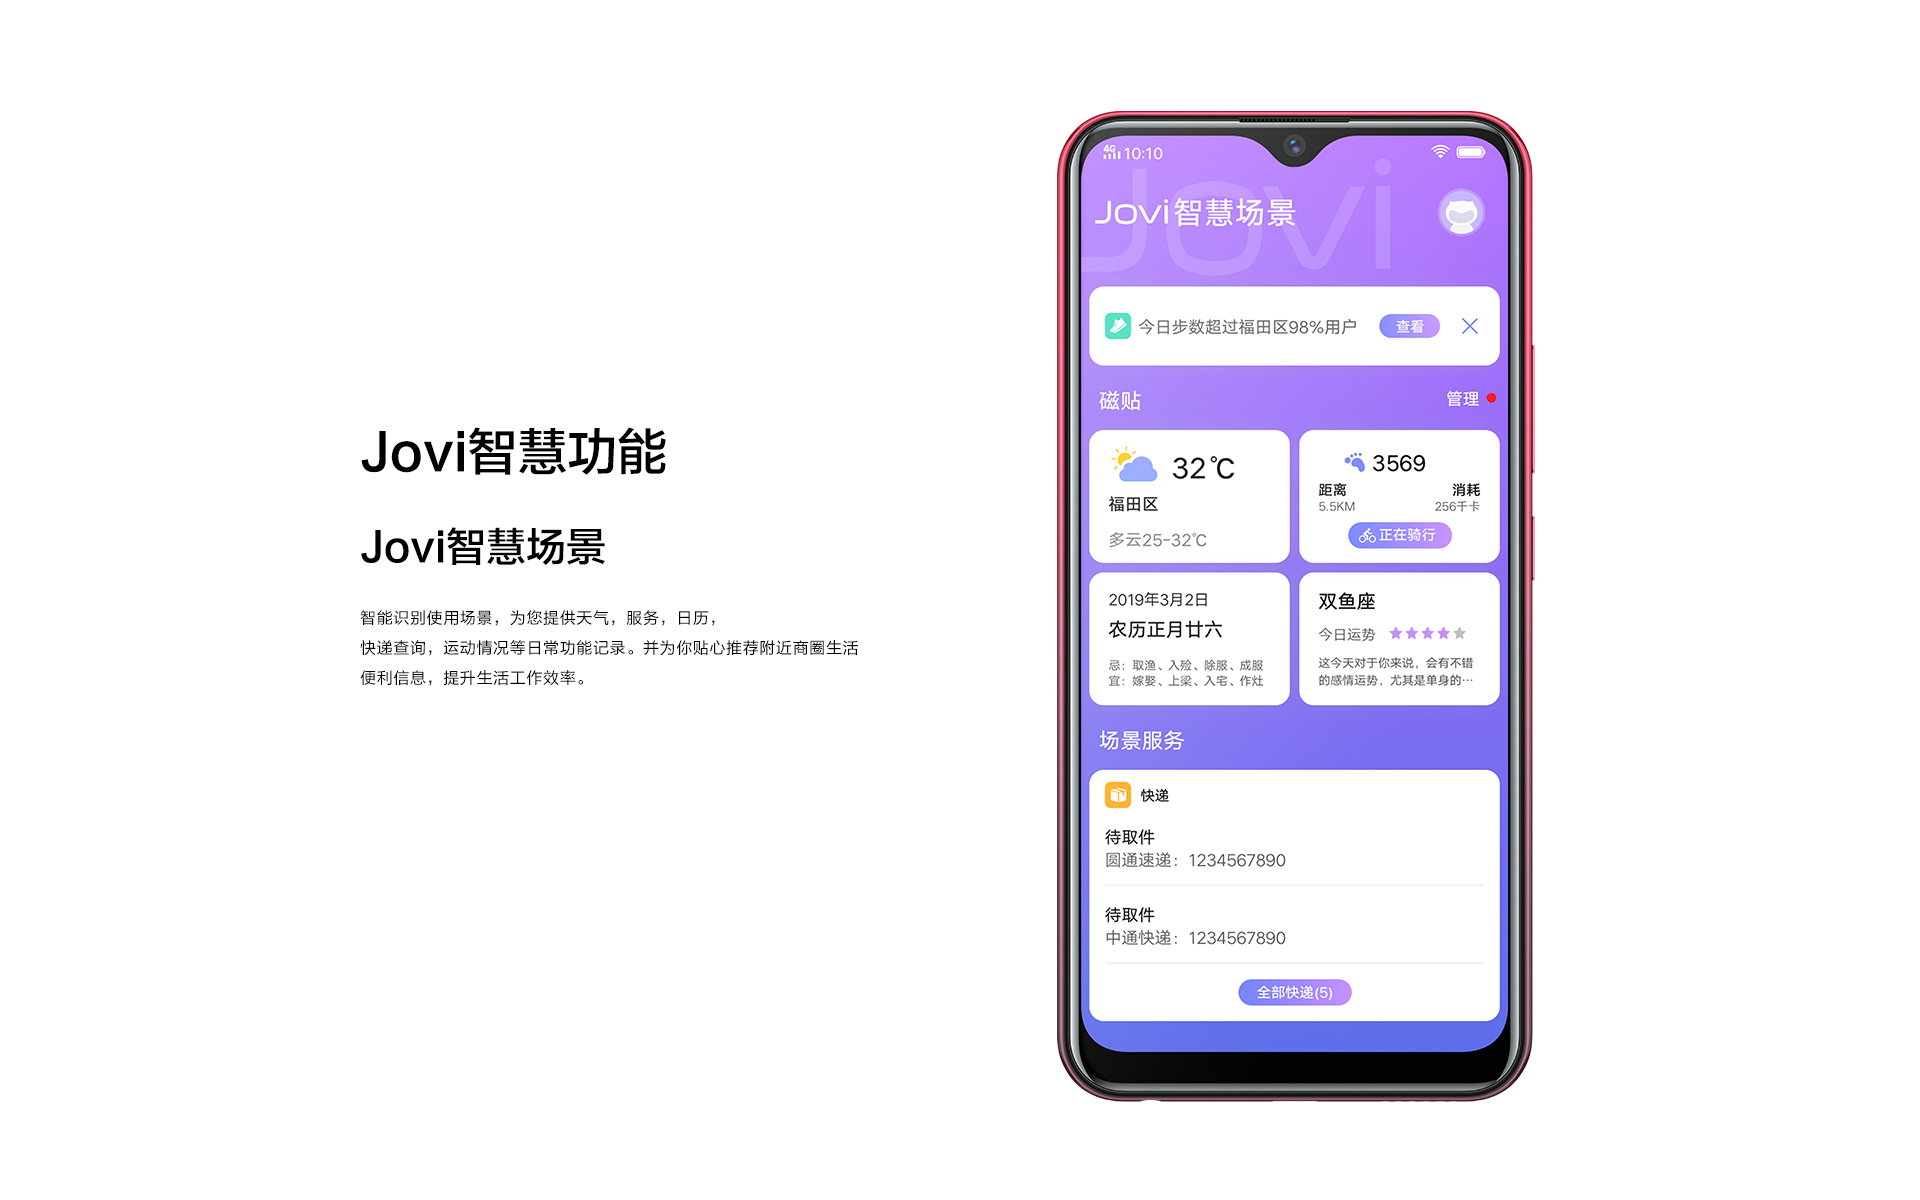 Jovi智慧功能
Jovi智慧场景
智能识别使用场景，为您提供天气，服务，日历，
快递查询，运动情况等日常功能记录。并为你贴心推荐附近商圈生活
便利信息，提升生活工作效率。
4G 10:10
Jovi
Jovi智慧场景
今日步数超过福田区98%用户
查看
磁贴
管理
32℃
福田区
多云25-32℃
3569
距离 消耗
5.5KM 256千卡
正在骑行
2019年3月2日
农历正月廿六
忌：取渔、入殓、除服、成服
宜：嫁娶、上梁、入宅、作灶
双鱼座
今日运势
这今天对于你来说，会有不错
的感情运势，尤其是单身的…
场景服务
快递
待取件
圆通速递：1234567890
待取件
中通快递：1234567890
全部快递(5)